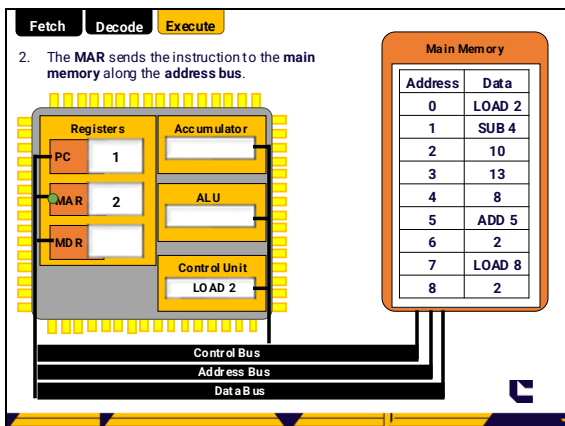 Fetch Decode Execute
2. The MAR sends the instruction to the main
memory along the address bus.
Main Memory
Address Data
0 LOAD 2
1 SUB 4
2 10
3 13
4 8
5 ADD 5
6 2
7 LOAD 8
8 2
Registers
PC 1
MAR 2
MDR
Accumulator
ALU
Control Unit
LOAD 2
Control Bus
Address Bus
Data Bus